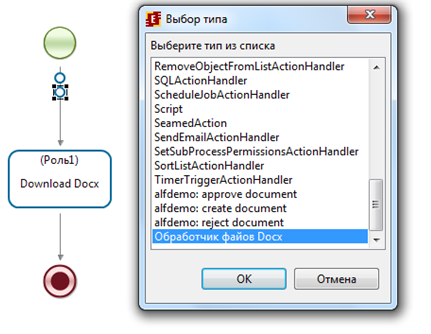 (Роль1)
Download Docx
Выбор типа
Выберите тип из списка
RemoveObjectFromListActionHandler
SQLActionHandler
ScheduleJobActionHandler
Script
SeamedAction
SendEmailActionHandler
SetSubProcessPermissionsActionHandler
SortListActionHandler
TimerTriggerActionHandler
alfdemo: approve document
alfdemo: create document
alfdemo: reject document
Обработчик файов Docx
OK
Отмена